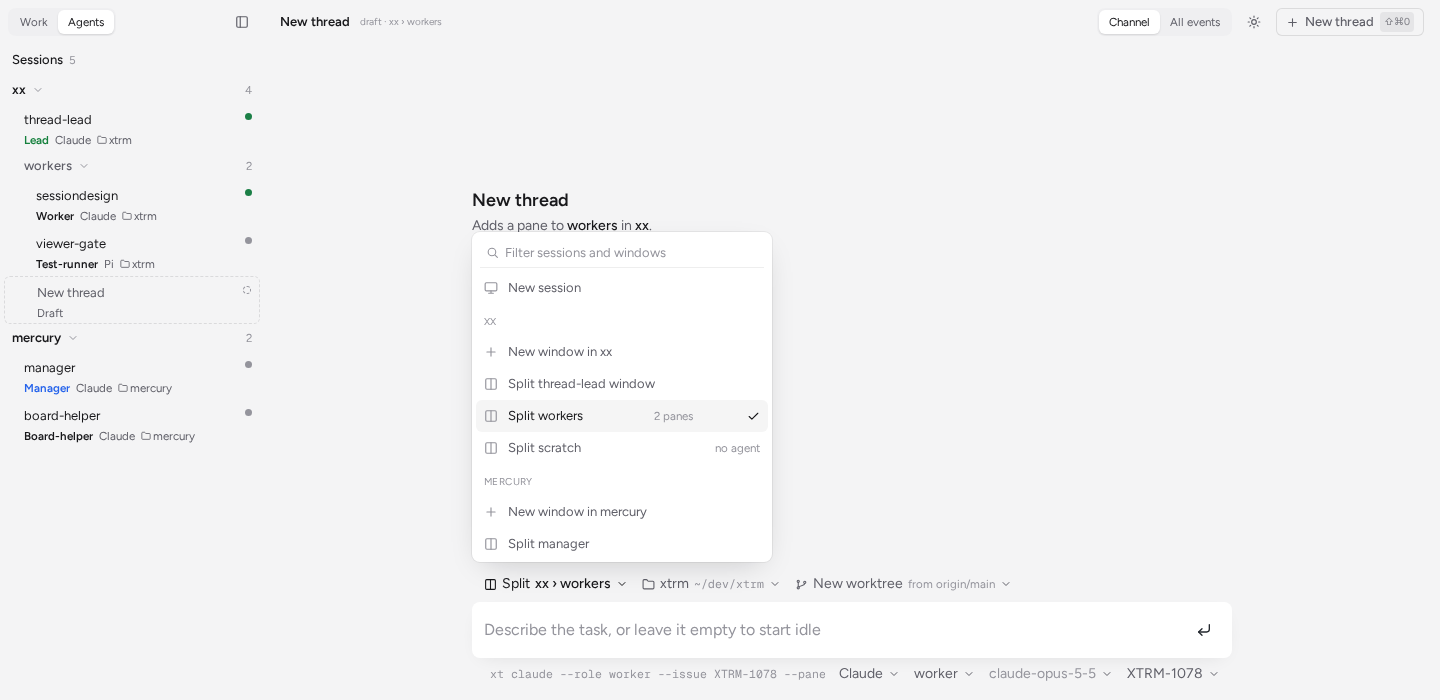 Work Agents New thread draft · xx › workers Channel All events New thread ⇧⌘0
Sessions 5
xx 4
thread-lead
Lead Claude xtrm
workers 2
sessiondesign
Worker Claude xtrm
viewer-gate
Test-runner Pi xtrm
New thread
Draft
mercury 2
manager
Manager Claude mercury
board-helper
Board-helper Claude mercury
New thread
Adds a pane to workers in xx.
Filter sessions and windows
New session
XX
New window in xx
Split thread-lead window
Split workers 2 panes
Split scratch no agent
MERCURY
New window in mercury
Split manager
Split xx › workers xtrm ~/dev/xtrm New worktree from origin/main
Describe the task, or leave it empty to start idle
xt claude --role worker --issue XTRM-1078 --pane Claude worker claude-opus-5-5 XTRM-1078